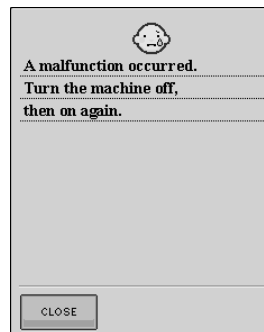 A malfunction occurred.
Turn the machine off,
then on again.
CLOSE